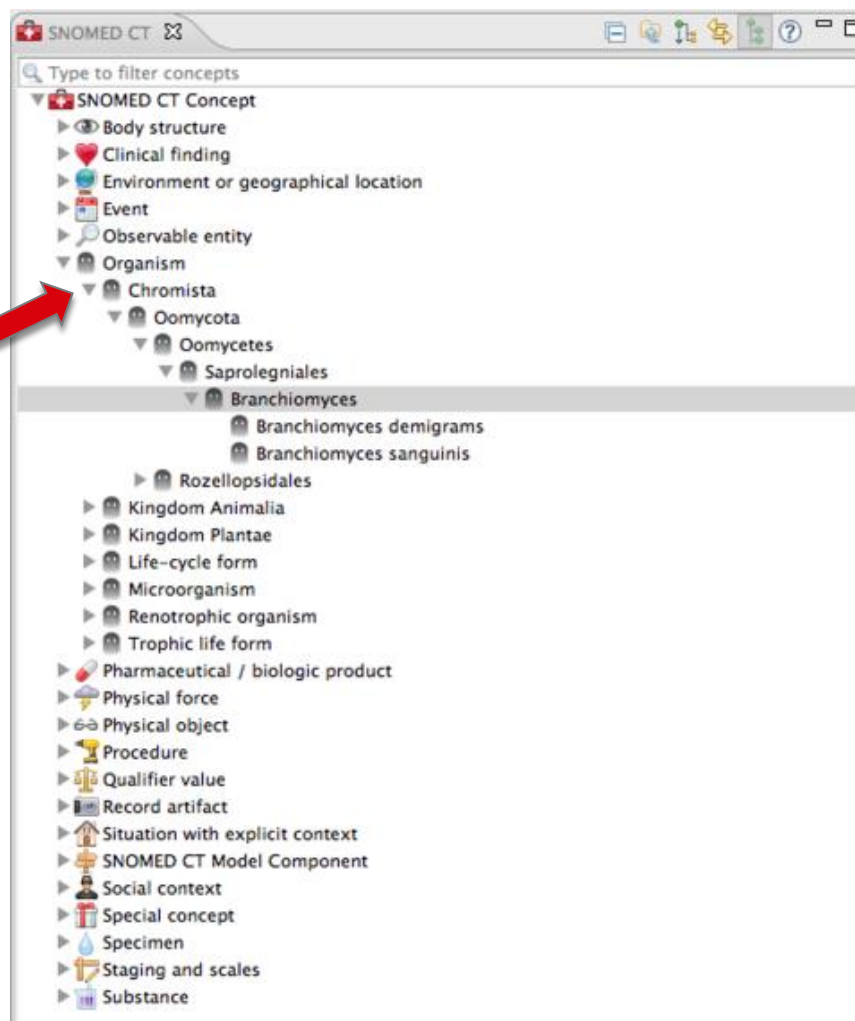 SNOMED CT
Type to filter concepts
SNOMED CT Concept
Body structure
Clinical finding
Environment or geographical location
Event
Observable entity
Organism
Chromista
Oomycota
Oomycetes
Saprolegniales
Branchiomyces
Branchiomyces demigrams
Branchiomyces sanguinis
Rozellopsidales
Kingdom Animalia
Kingdom Plantae
Life-cycle form
Microorganism
Renotrophic organism
Trophic life form
Pharmaceutical / biologic product
Physical force
Physical object
Procedure
Qualifier value
Record artifact
Situation with explicit context
SNOMED CT Model Component
Social context
Special concept
Specimen
Staging and scales
Substance